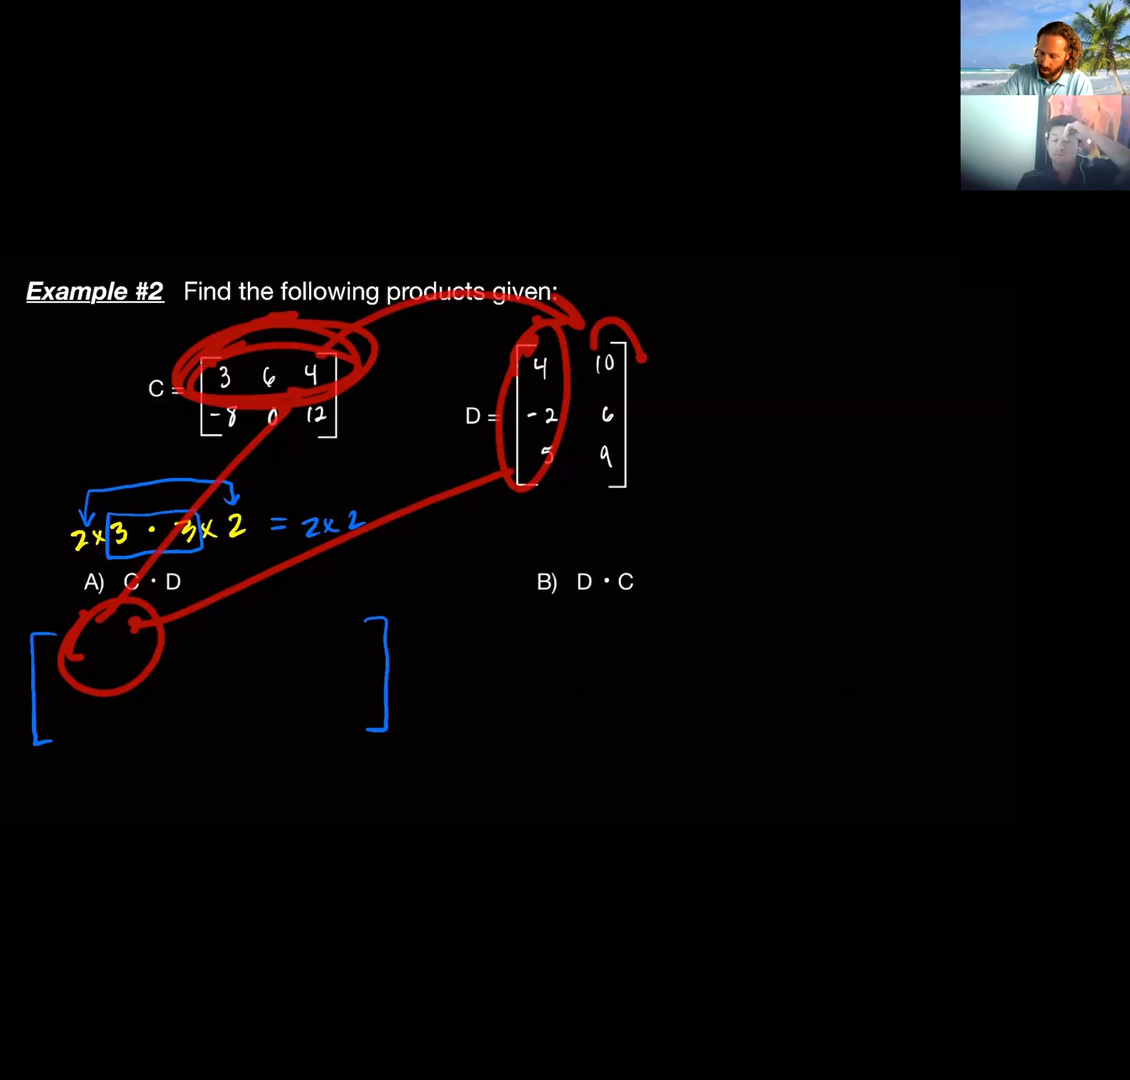 Example #2 Find the following products given:
C = [ 3 6 4
-8 0 12 ]
D = [ 4 10
-2 6
5 9 ]
2x3 · 3x2 = 2x2
A) C · D
B) D · C
[ ]